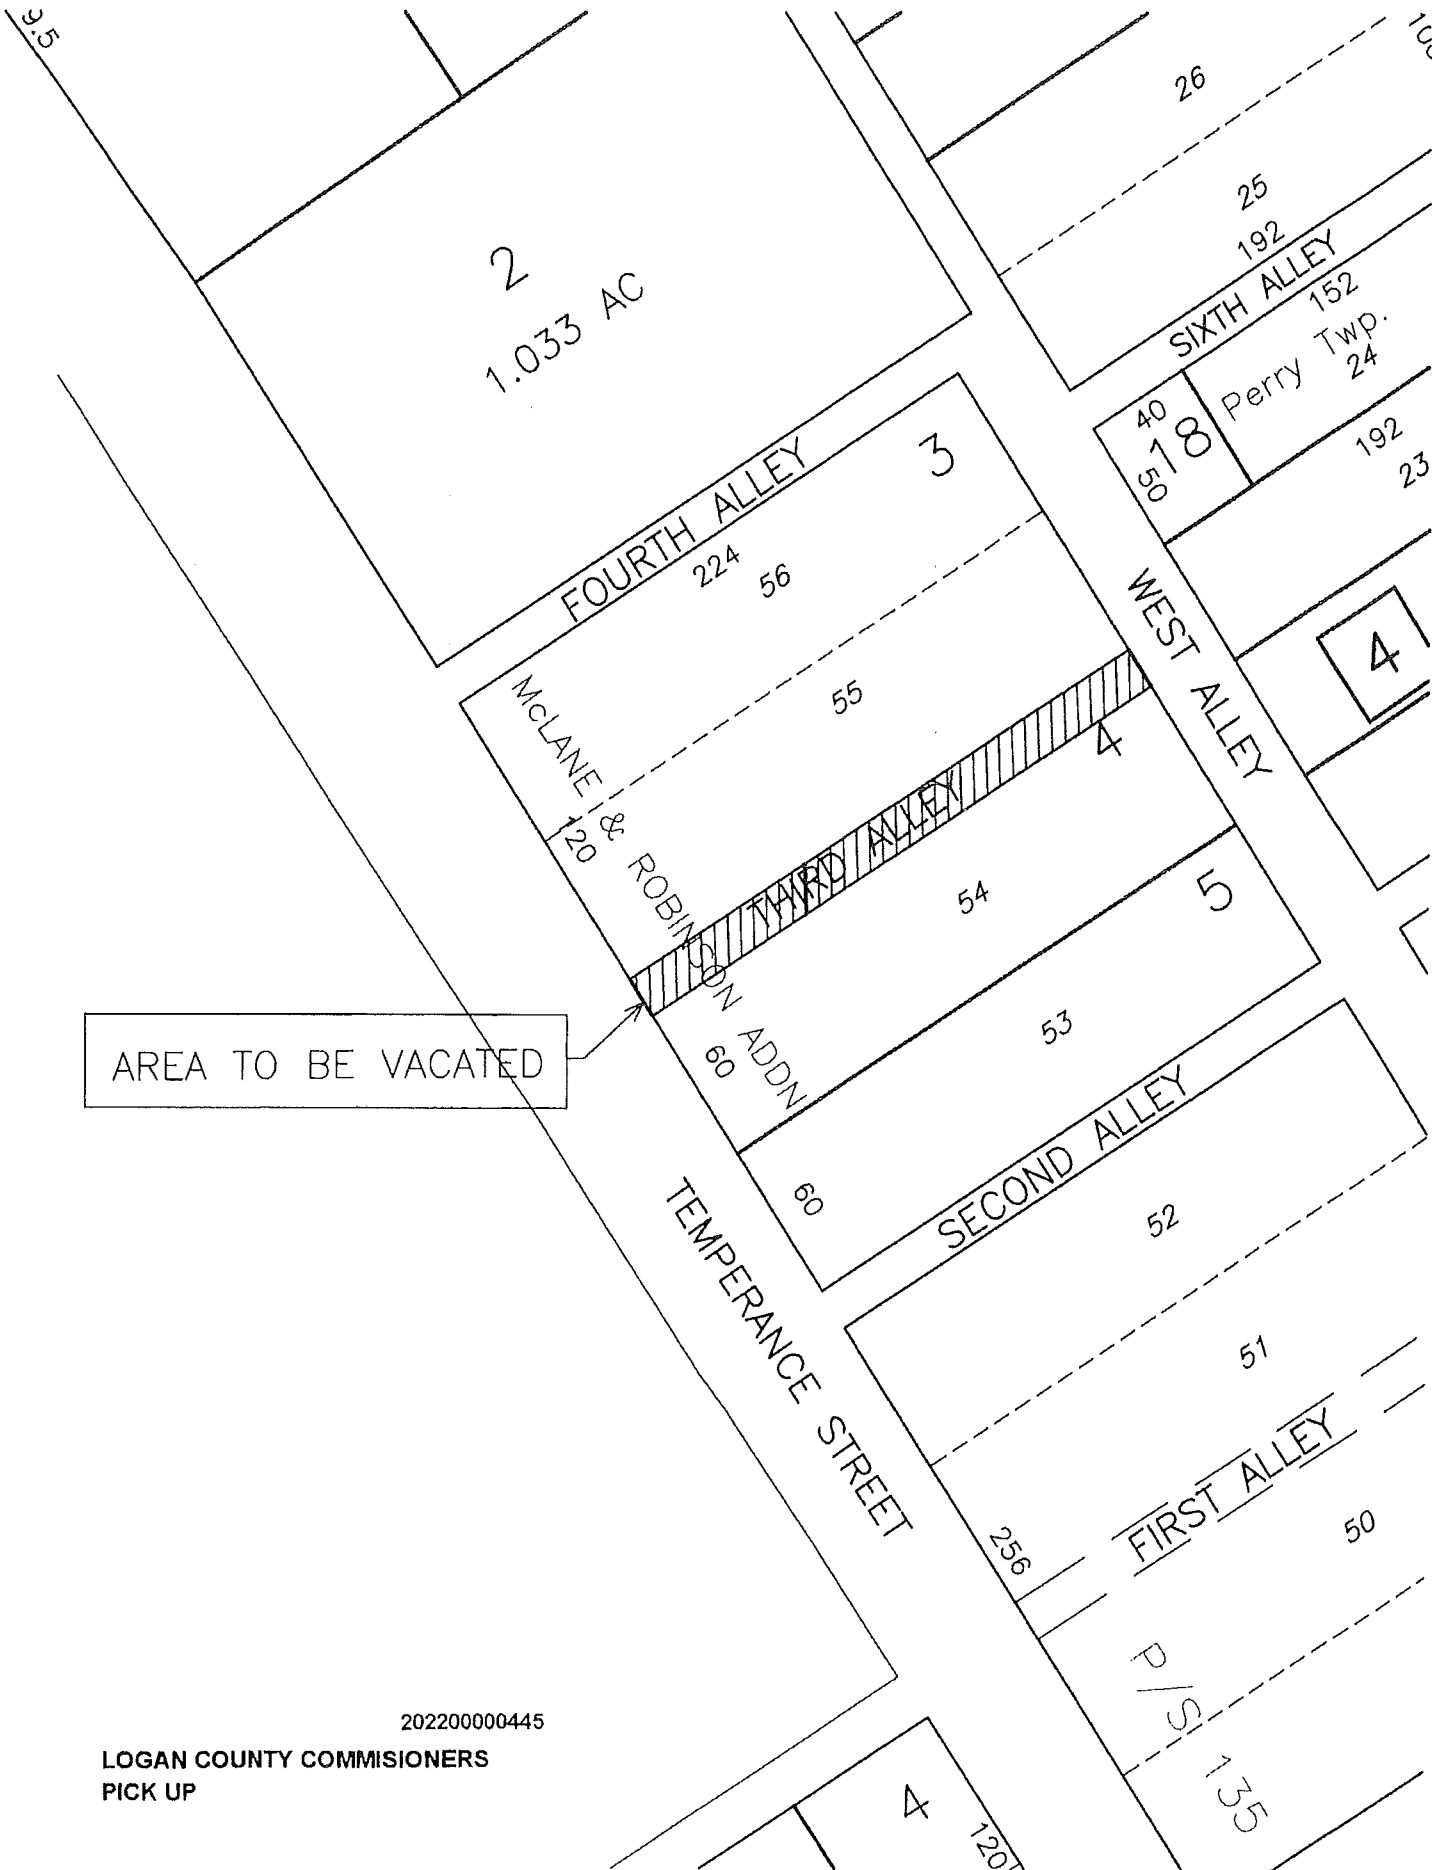 9.5
26
25
192
SIXTH ALLEY
152
Perry Twp.
24
2
1.033 AC
40
18
50
192
23
3
FOURTH ALLEY
224
56
WEST ALLEY
4
55
McLANE & ROBINSON ADDN
120
4
THIRD ALLEY
54
5
AREA TO BE VACATED
60
53
SECOND ALLEY
60
52
TEMPERANCE STREET
51
FIRST ALLEY
256
50
P/S 135
202200000445
LOGAN COUNTY COMMISIONERS
PICK UP
4
120